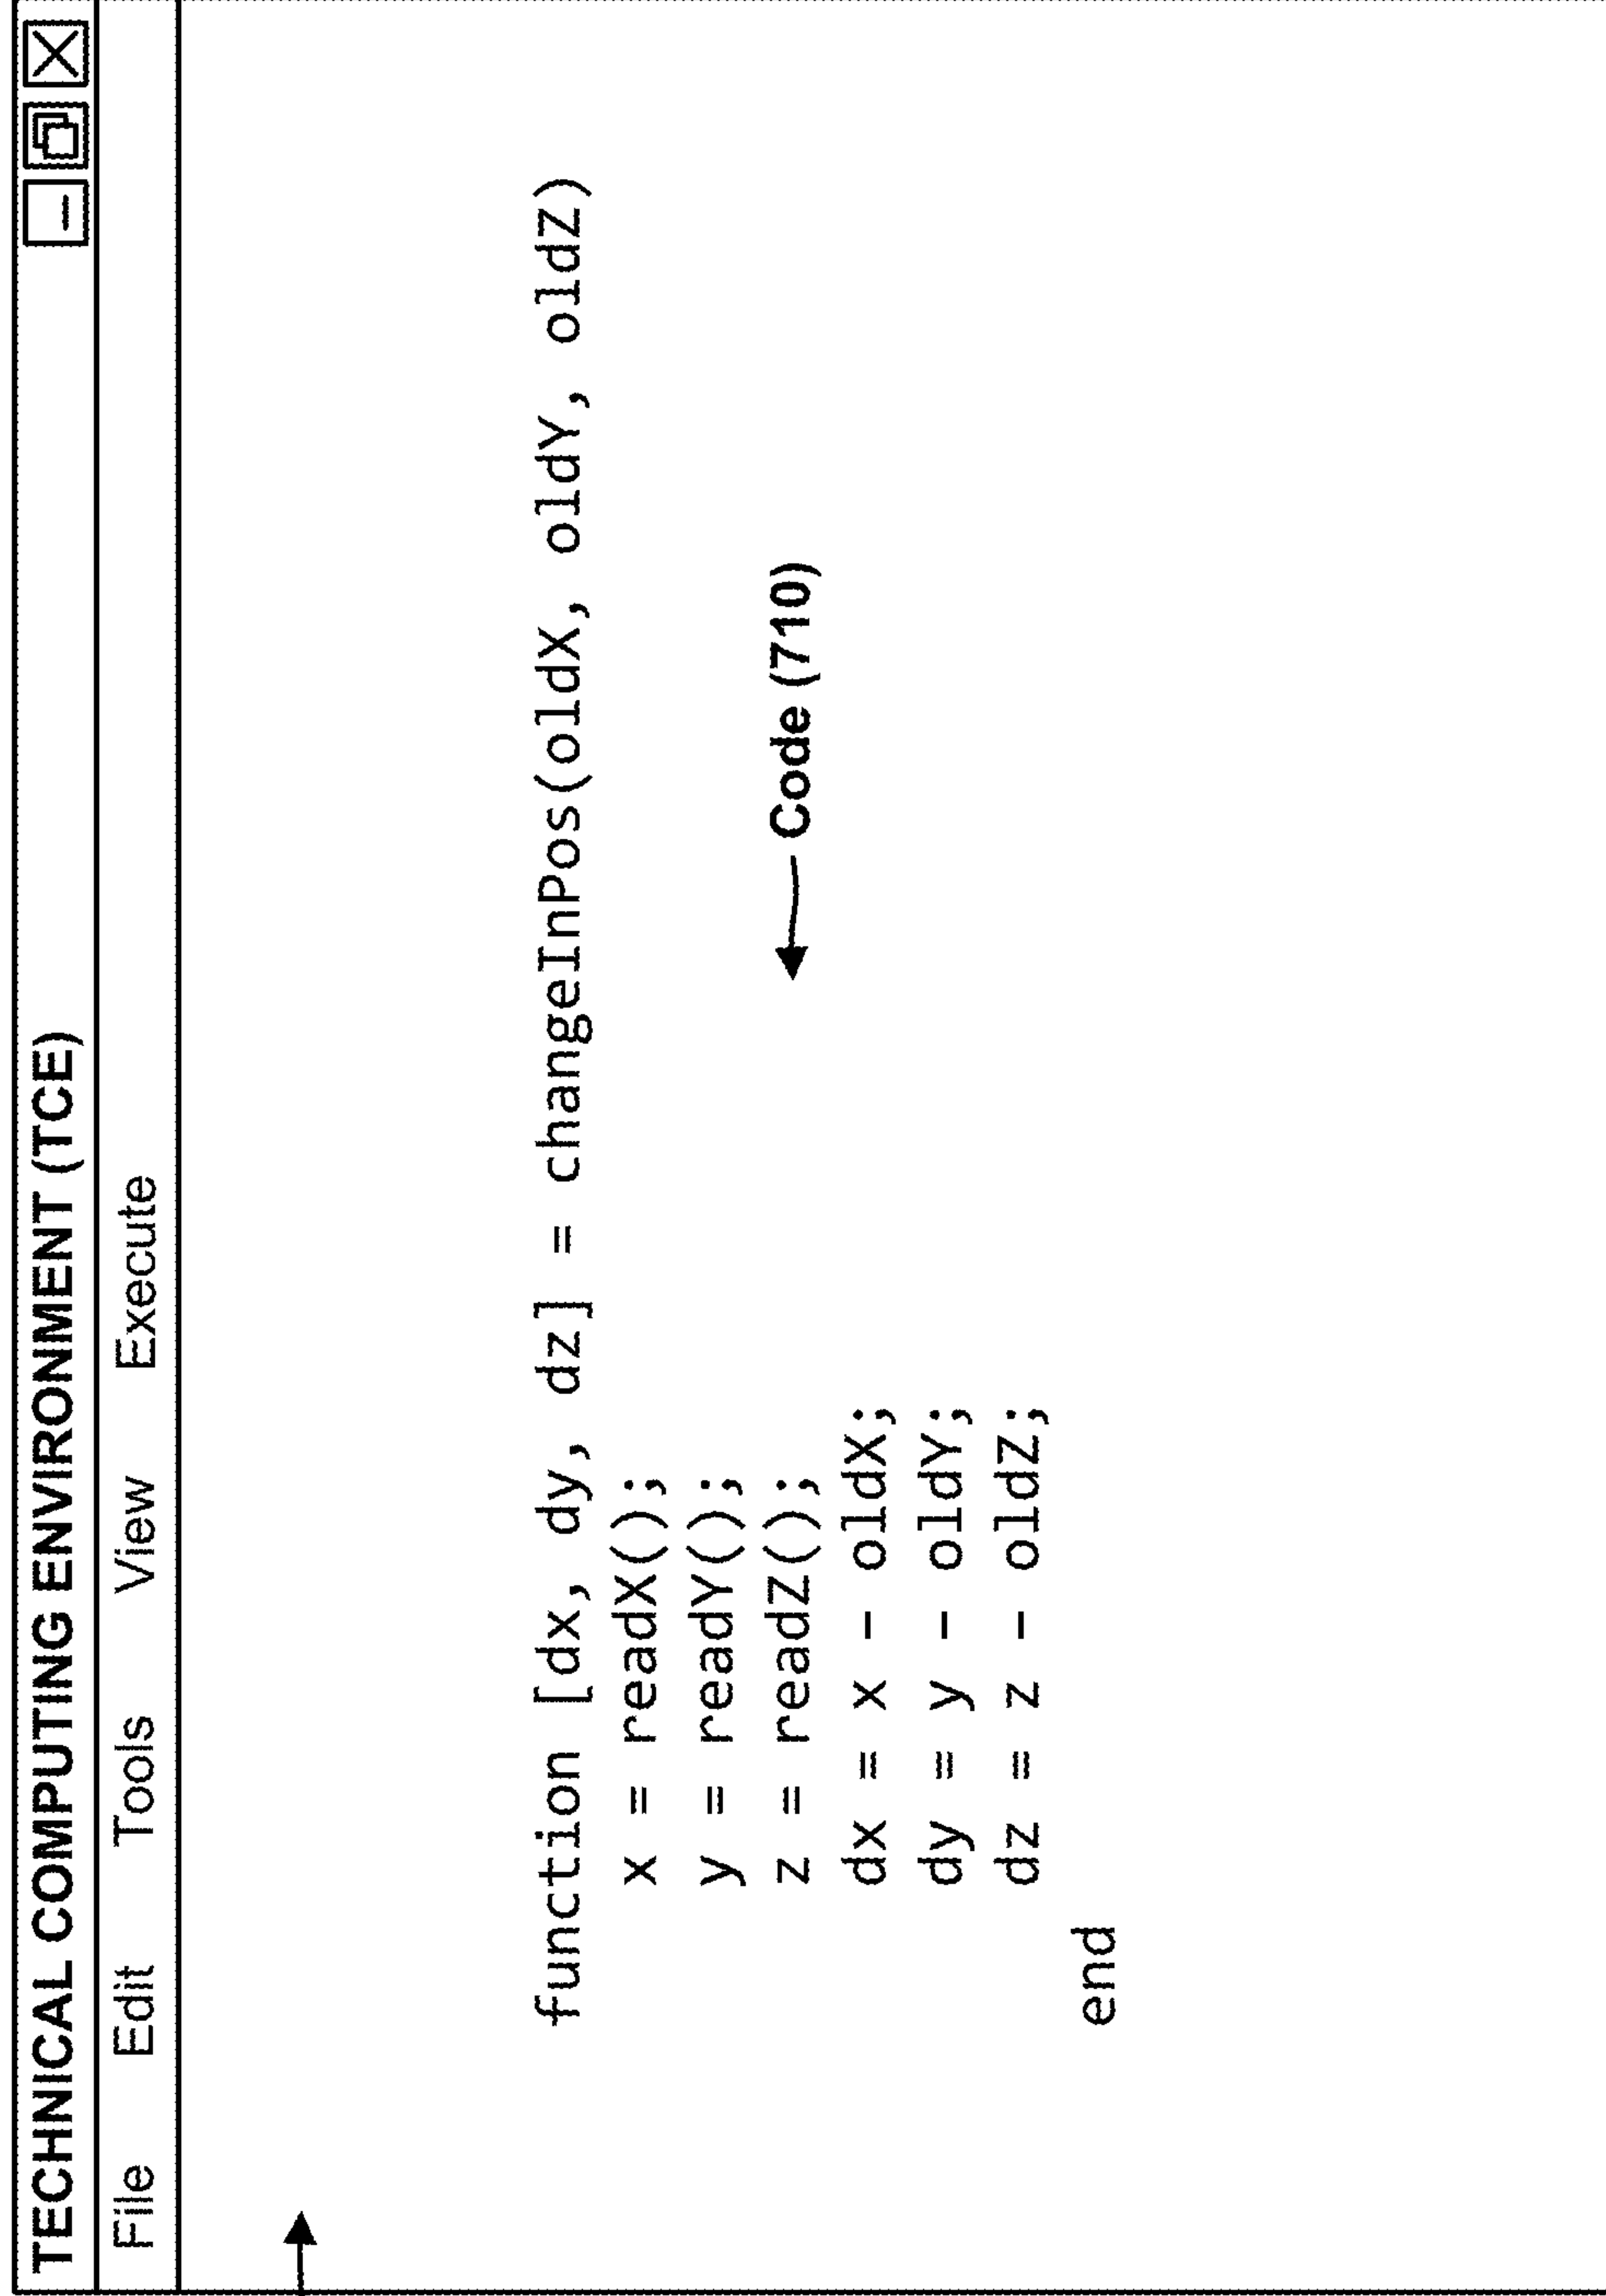 TECHNICAL COMPUTING ENVIRONMENT (TCE)
File Edit Tools View Execute
function [dx, dy, dz] = changeInPos(oldX, oldY, oldZ)
x = readX();
y = readY();
z = readZ();
Code (710)
dx = x - oldX;
dy = y - oldY;
dz = z - oldZ;
end